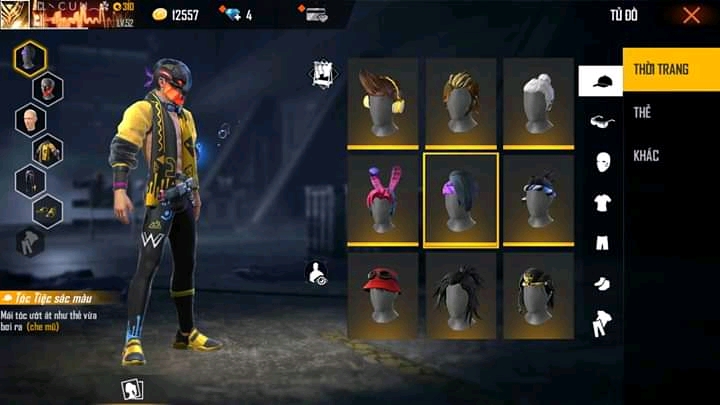 LV.52
310
12557
4
TỦ ĐỒ
THỜI TRANG
THẺ
KHÁC
Tóc Tiệc sắc màu
Mái tóc ướt át như thể vừa
bơi ra (che mũ)
W